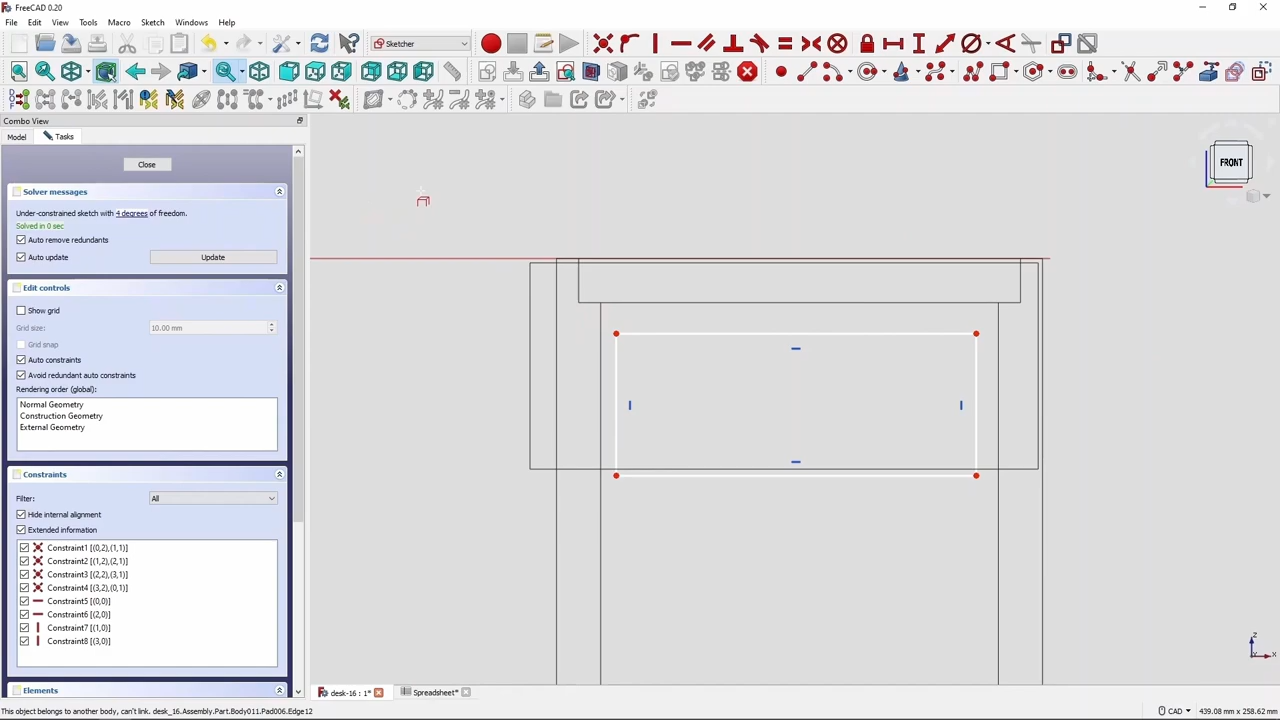 FreeCAD 0.20
File Edit View Tools Macro Sketch Windows Help
Sketcher
Combo View
Model Tasks
Close
Solver messages
Under-constrained sketch with 4 degrees of freedom.
Solved in 0 sec
Auto remove redundants
Auto update
Update
Edit controls
Show grid
Grid size: 10.00 mm
Grid snap
Auto constraints
Avoid redundant auto constraints
Rendering order (global):
Normal Geometry
Construction Geometry
External Geometry
Constraints
Filter: All
Hide internal alignment
Extended information
Constraint1 [(0,2),(1,1)]
Constraint2 [(1,2),(2,1)]
Constraint3 [(2,2),(3,1)]
Constraint4 [(3,2),(0,1)]
Constraint5 [(0,0)]
Constraint6 [(2,0)]
Constraint7 [(1,0)]
Constraint8 [(3,0)]
Elements
FRONT
Z
X
desk-16 : 1*
Spreadsheet*
This object belongs to another body, can't link. desk_16.Assembly.Part.Body011.Pad006.Edge12
CAD
439.08 mm x 258.62 mm